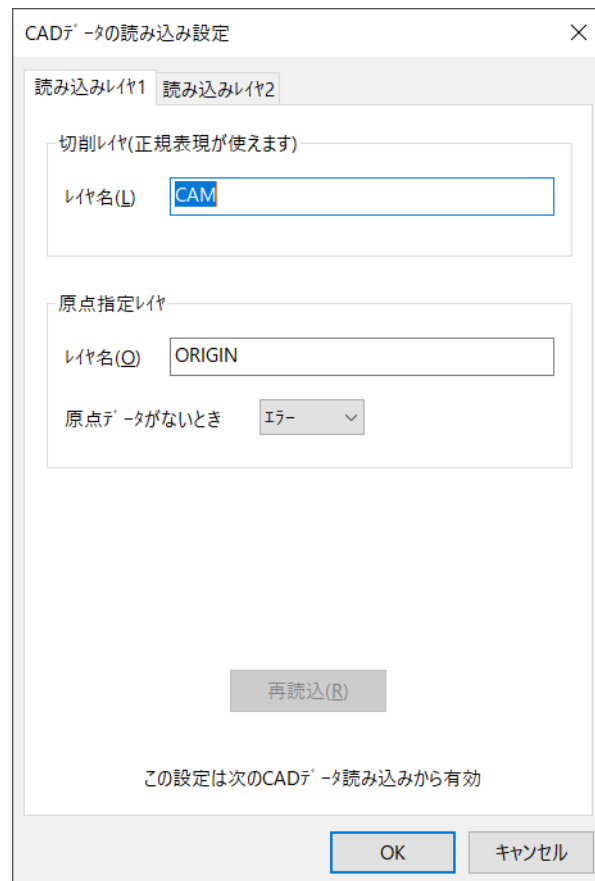 CADﾃﾞｰﾀの読み込み設定
読み込みﾚｲﾔ1 読み込みﾚｲﾔ2
切削ﾚｲﾔ(正規表現が使えます)
ﾚｲﾔ名(L) CAM
原点指定ﾚｲﾔ
ﾚｲﾔ名(O) ORIGIN
原点ﾃﾞｰﾀがないとき ｴﾗｰ
再読込(R)
この設定は次のCADﾃﾞｰﾀ読み込みから有効
OK キャンセル